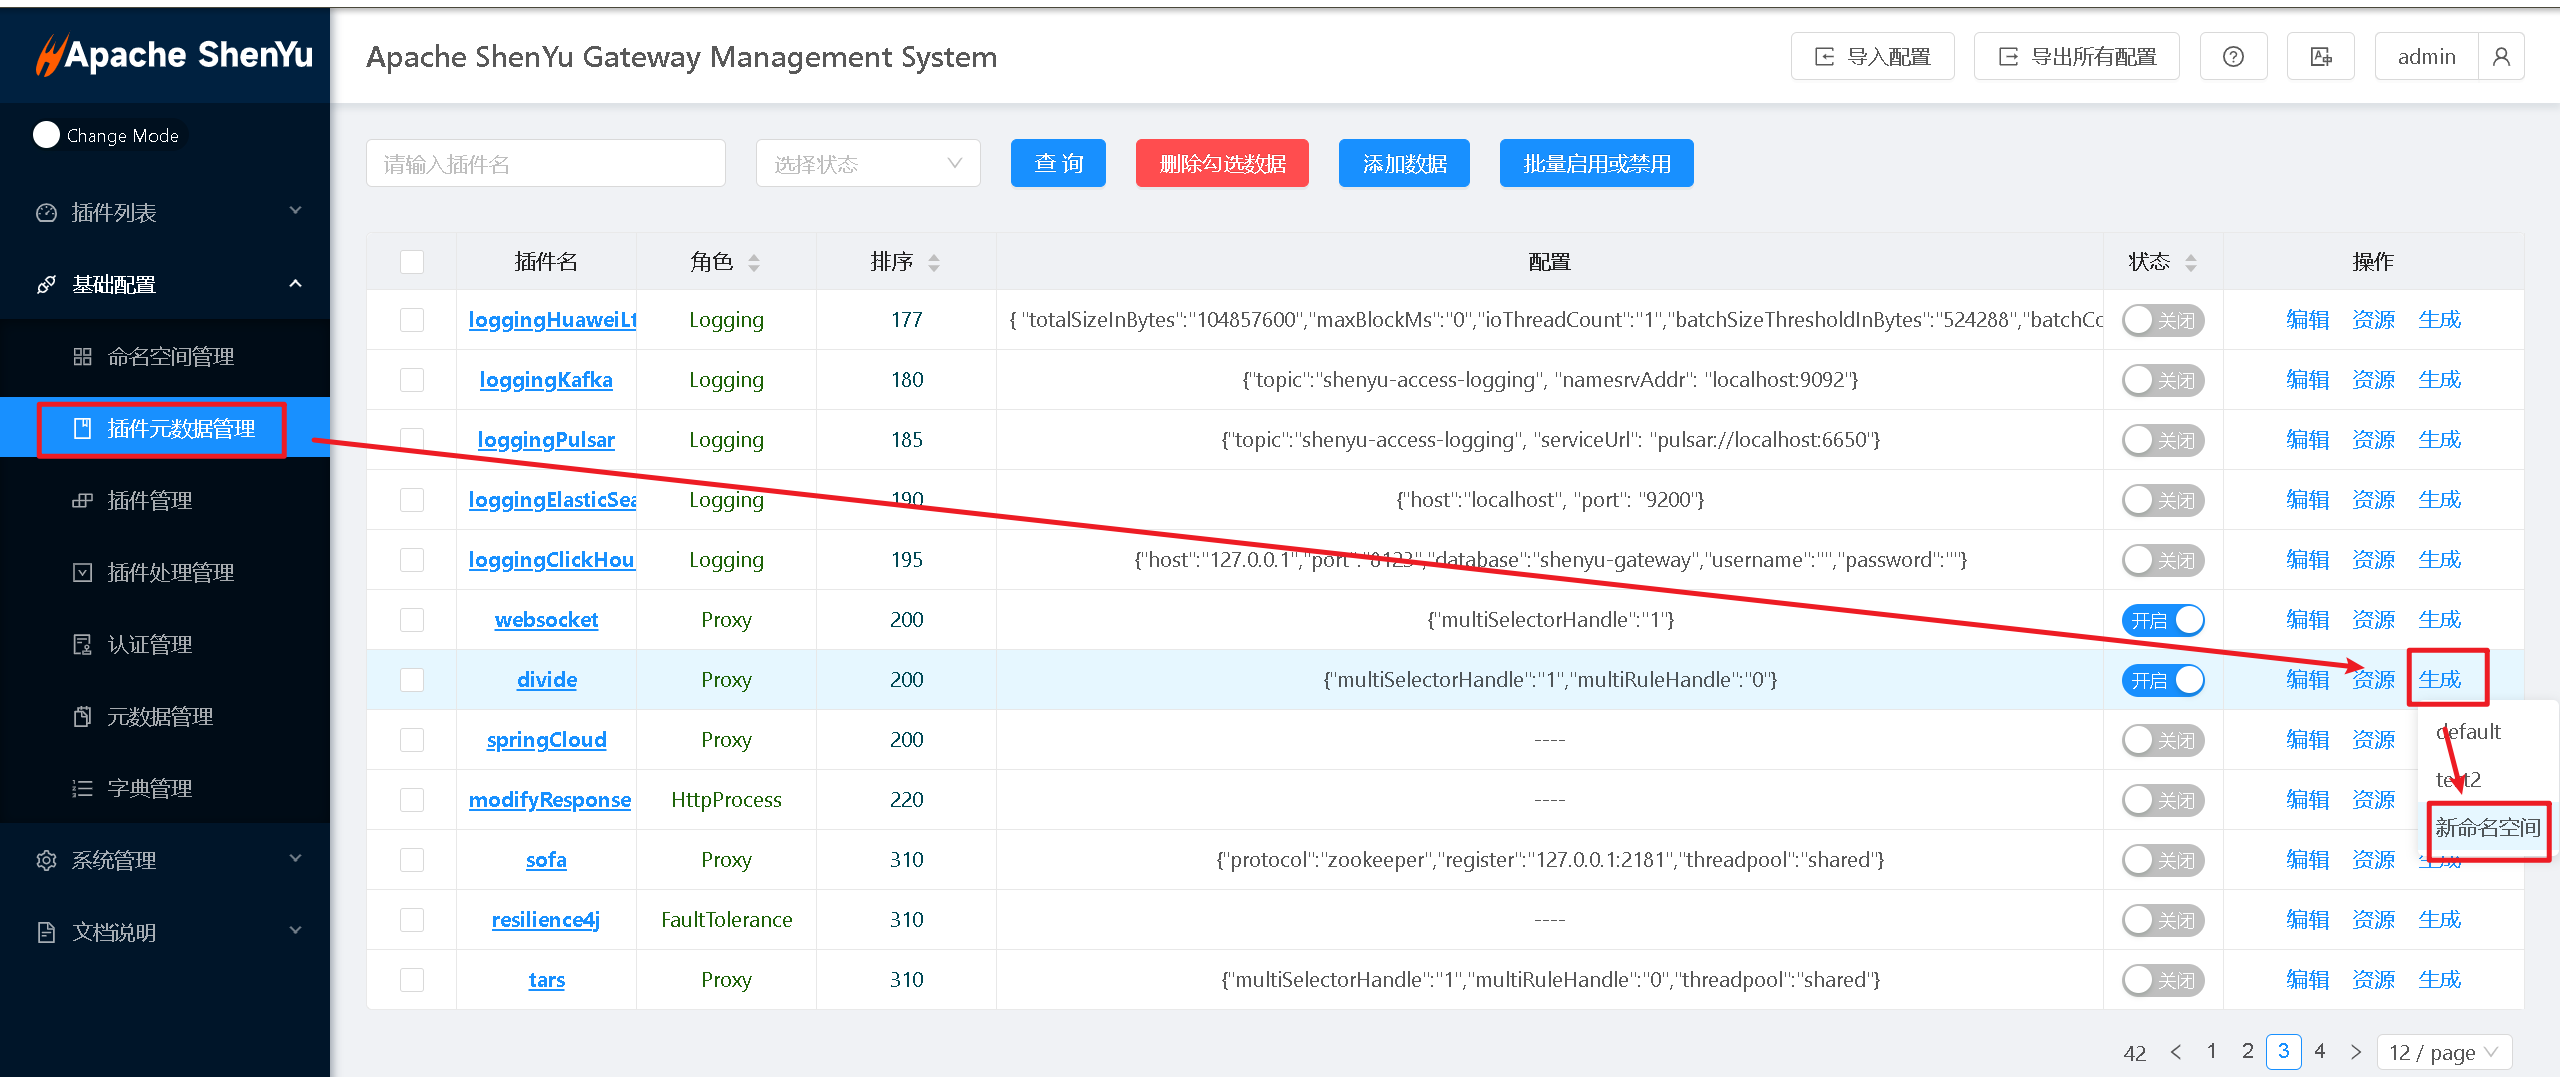 Apache ShenYu
Apache ShenYu Gateway Management System
导入配置
导出所有配置
admin
Change Mode
插件列表
基础配置
命名空间管理
插件元数据管理
插件管理
插件处理管理
认证管理
元数据管理
字典管理
系统管理
文档说明
请输入插件名
选择状态
查 询
删除勾选数据
添加数据
批量启用或禁用
插件名 角色 排序 配置 状态 操作
loggingHuaweiLt Logging 177 { "totalSizeInBytes":"104857600","maxBlockMs":"0","ioThreadCount":"1","batchSizeThresholdInBytes":"524288","batchCo 关闭 编辑 资源 生成
loggingKafka Logging 180 {"topic":"shenyu-access-logging", "namesrvAddr": "localhost:9092"} 关闭 编辑 资源 生成
loggingPulsar Logging 185 {"topic":"shenyu-access-logging", "serviceUrl": "pulsar://localhost:6650"} 关闭 编辑 资源 生成
loggingElasticSea Logging 190 {"host":"localhost", "port": "9200"} 关闭 编辑 资源 生成
loggingClickHou Logging 195 {"host":"127.0.0.1","port":"8123","database":"shenyu-gateway","username":"","password":""} 关闭 编辑 资源 生成
websocket Proxy 200 {"multiSelectorHandle":"1"} 开启 编辑 资源 生成
divide Proxy 200 {"multiSelectorHandle":"1","multiRuleHandle":"0"} 开启 编辑 资源 生成
springCloud Proxy 200 ---- 关闭 编辑 资源
modifyResponse HttpProcess 220 ---- 关闭 编辑 资源
sofa Proxy 310 {"protocol":"zookeeper","register":"127.0.0.1:2181","threadpool":"shared"} 关闭 编辑 资源 生成
resilience4j FaultTolerance 310 ---- 关闭 编辑 资源 生成
tars Proxy 310 {"multiSelectorHandle":"1","multiRuleHandle":"0","threadpool":"shared"} 关闭 编辑 资源 生成
default
test2
新命名空间
42 < 1 2 3 4 > 12 / page